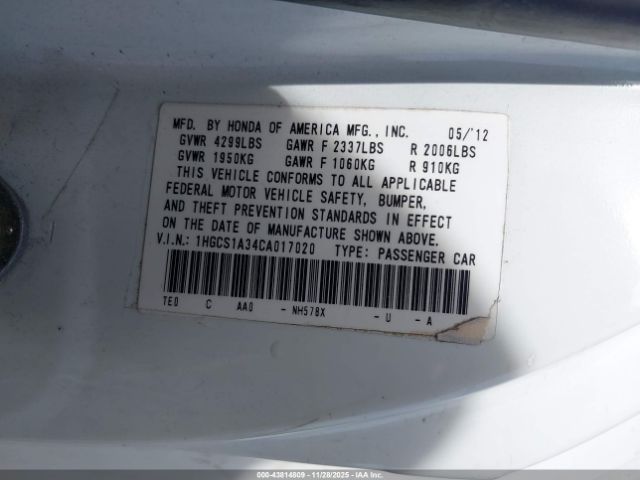 MFD. BY HONDA OF AMERICA MFG., INC. 05/'12
GVWR 4299LBS GAWR F 2337LBS R 2006LBS
GVWR 1950KG GAWR F 1060KG R 910KG
THIS VEHICLE CONFORMS TO ALL APPLICABLE
FEDERAL MOTOR VEHICLE SAFETY, BUMPER,
AND THEFT PREVENTION STANDARDS IN EFFECT
ON THE DATE OF MANUFACTURE SHOWN ABOVE.
V.I.N.: 1HGCS1A34CA017020 TYPE: PASSENGER CAR
TE0 C AA0 - NH578X - U - A
000-43814809 - 11/28/2025 - IAAI.com